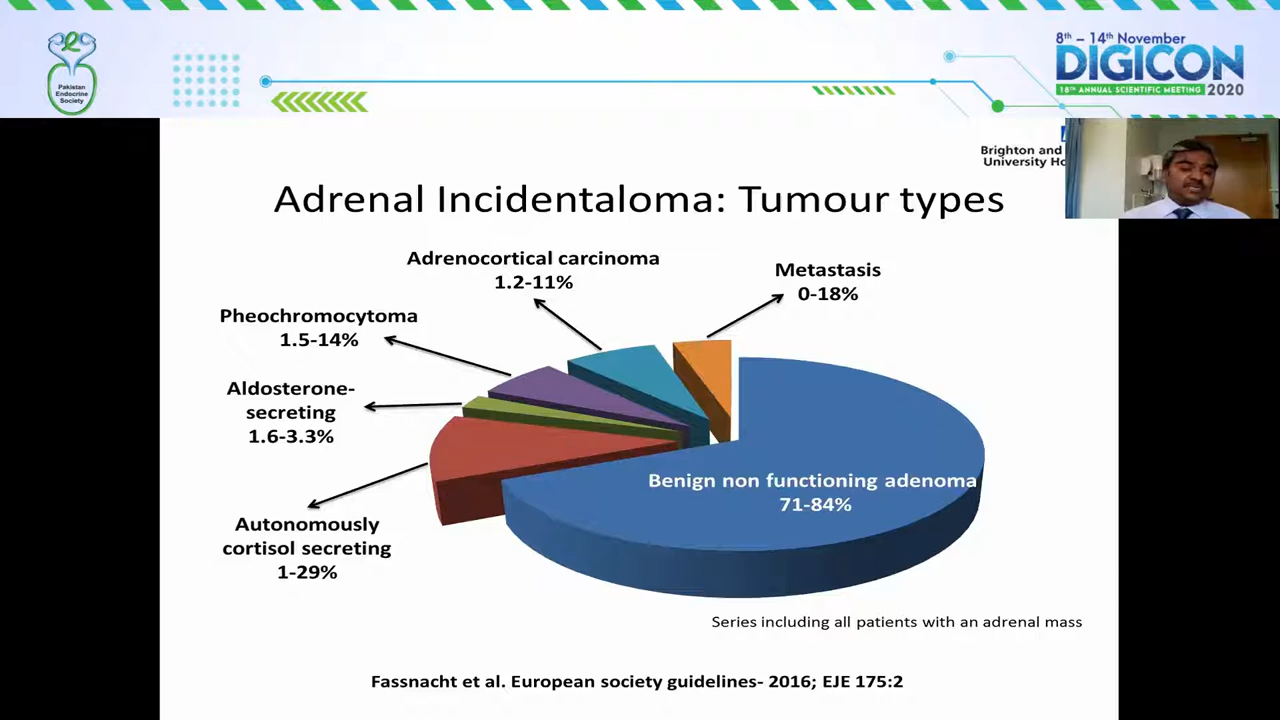 Pakistan
Endocrine
Society
8th – 14th November
DIGICON
18TH ANNUAL SCIENTIFIC MEETING 2020
Brighton and
University
Adrenal Incidentaloma: Tumour types
Adrenocortical carcinoma
1.2-11%
Metastasis
0-18%
Pheochromocytoma
1.5-14%
Aldosterone-
secreting
1.6-3.3%
Benign non functioning adenoma
71-84%
Autonomously
cortisol secreting
1-29%
Series including all patients with an adrenal mass
Fassnacht et al. European society guidelines- 2016; EJE 175:2